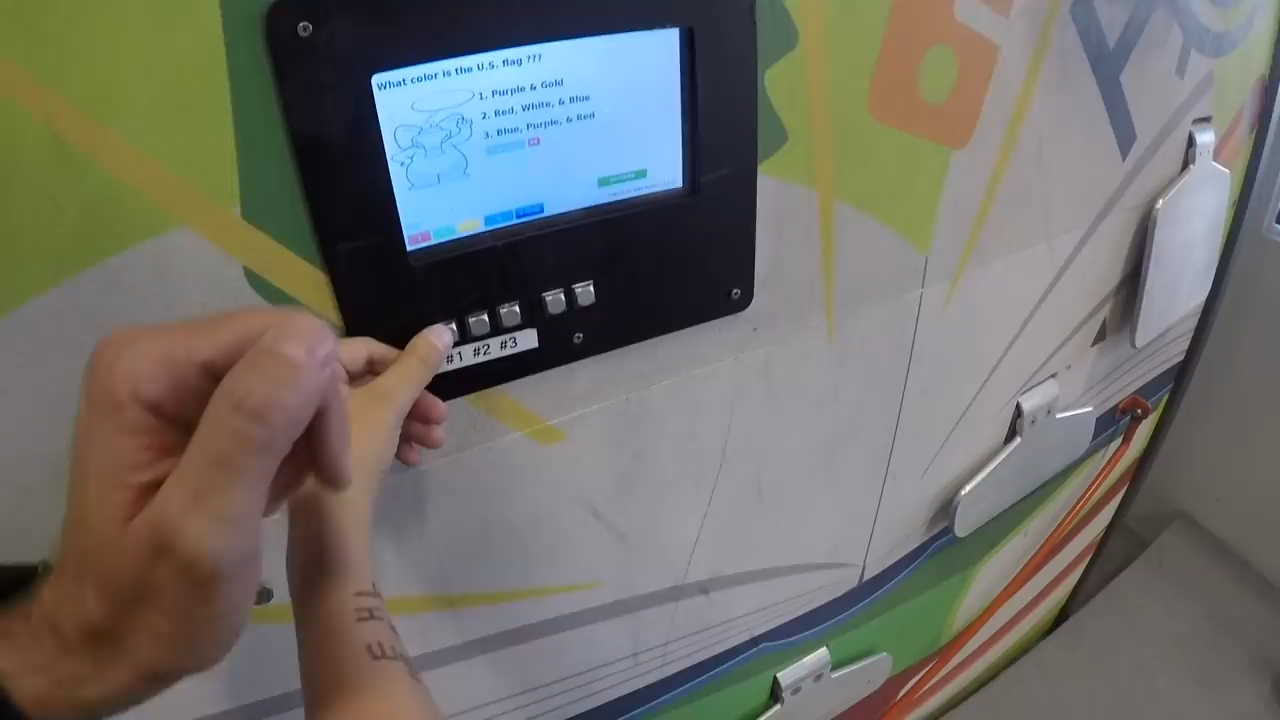 What color is the U.S. flag ???
1. Purple & Gold
2. Red, White, & Blue
3. Blue, Purple, & Red
#1 #2 #3